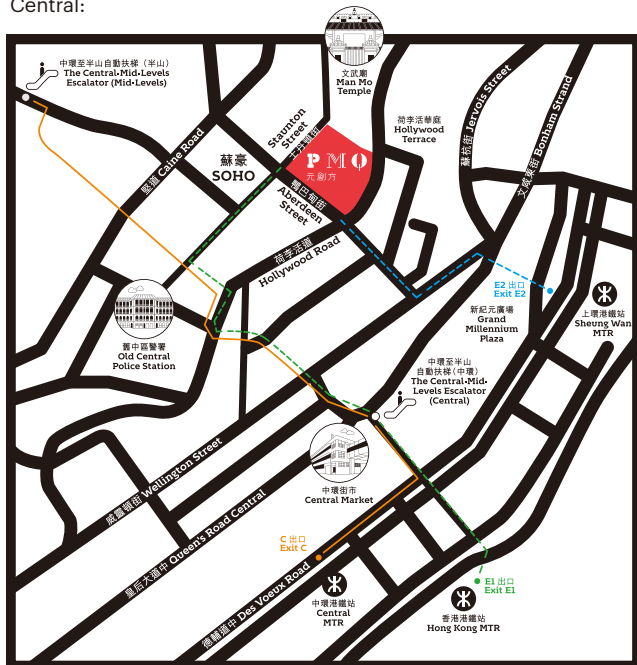 Central:
文武廟
Man Mo
Temple
中環至半山自動扶梯（半山）
The Central•Mid-Levels
Escalator (Mid-Levels)
荷李活華庭
Hollywood
Terrace
蘇杭街 Jervois Street
文咸東街 Bonham Strand
Staunton
Street
士丹頓街
堅道 Caine Road
蘇豪
SOHO
PMQ
元創方
鴨巴甸街
Aberdeen
Street
荷李活道
Hollywood Road
E2 出口
Exit E2
上環港鐵站
Sheung Wan
MTR
新紀元廣場
Grand
Millennium
Plaza
舊中區警署
Old Central
Police Station
中環至半山
自動扶梯(中環)
The Central•Mid•
Levels Escalator
(Central)
威靈頓街 Wellington Street
中環街市
Central Market
皇后大道中 Queen's Road Central
C 出口
Exit C
德輔道中 Des Voeux Road
中環港鐵站
Central
MTR
E1 出口
Exit E1
香港港鐵站
Hong Kong MTR